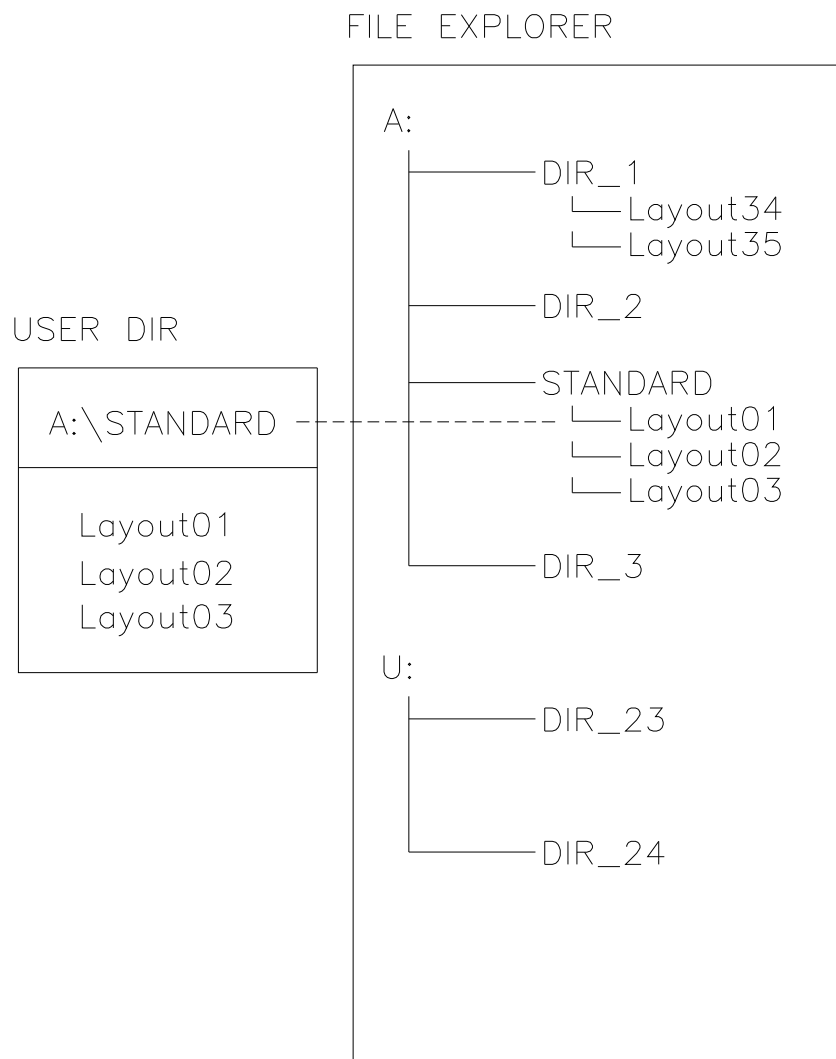 FILE EXPLORER
A:
DIR_1
Layout34
Layout35
DIR_2
STANDARD
Layout01
Layout02
Layout03
DIR_3
U:
DIR_23
DIR_24
USER DIR
A:\STANDARD
Layout01
Layout02
Layout03